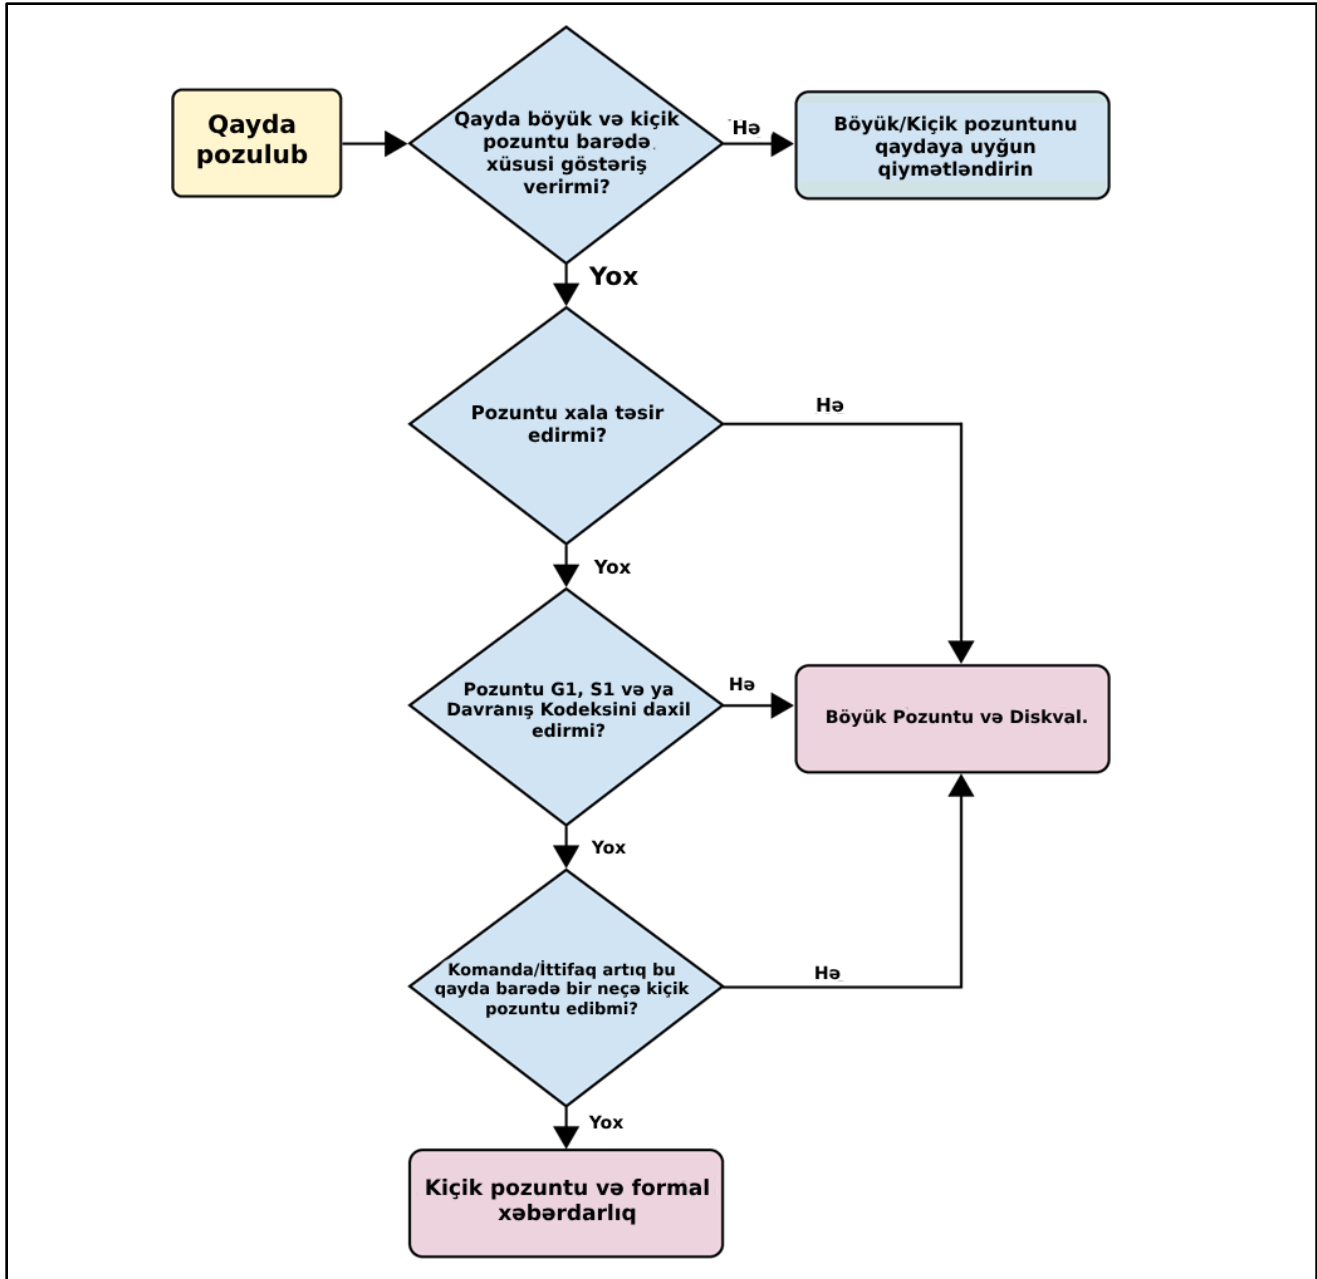 Qayda
pozulub
Qayda böyük və kiçik
pozuntu barədə
xüsusi göstəriş
verirmi?
Hə
Böyük/Kiçik pozuntunu
qaydaya uyğun
qiymətləndirin
Yox
Pozuntu xala təsir
edirmi?
Hə
Yox
Pozuntu G1, S1 və ya
Davranış Kodeksini daxil
edirmi?
Hə
Böyük Pozuntu və Diskval.
Yox
Komanda/İttifaq artıq bu
qayda barədə bir neçə kiçik
pozuntu edibmi?
Hə
Yox
Kiçik pozuntu və formal
xəbərdarlıq